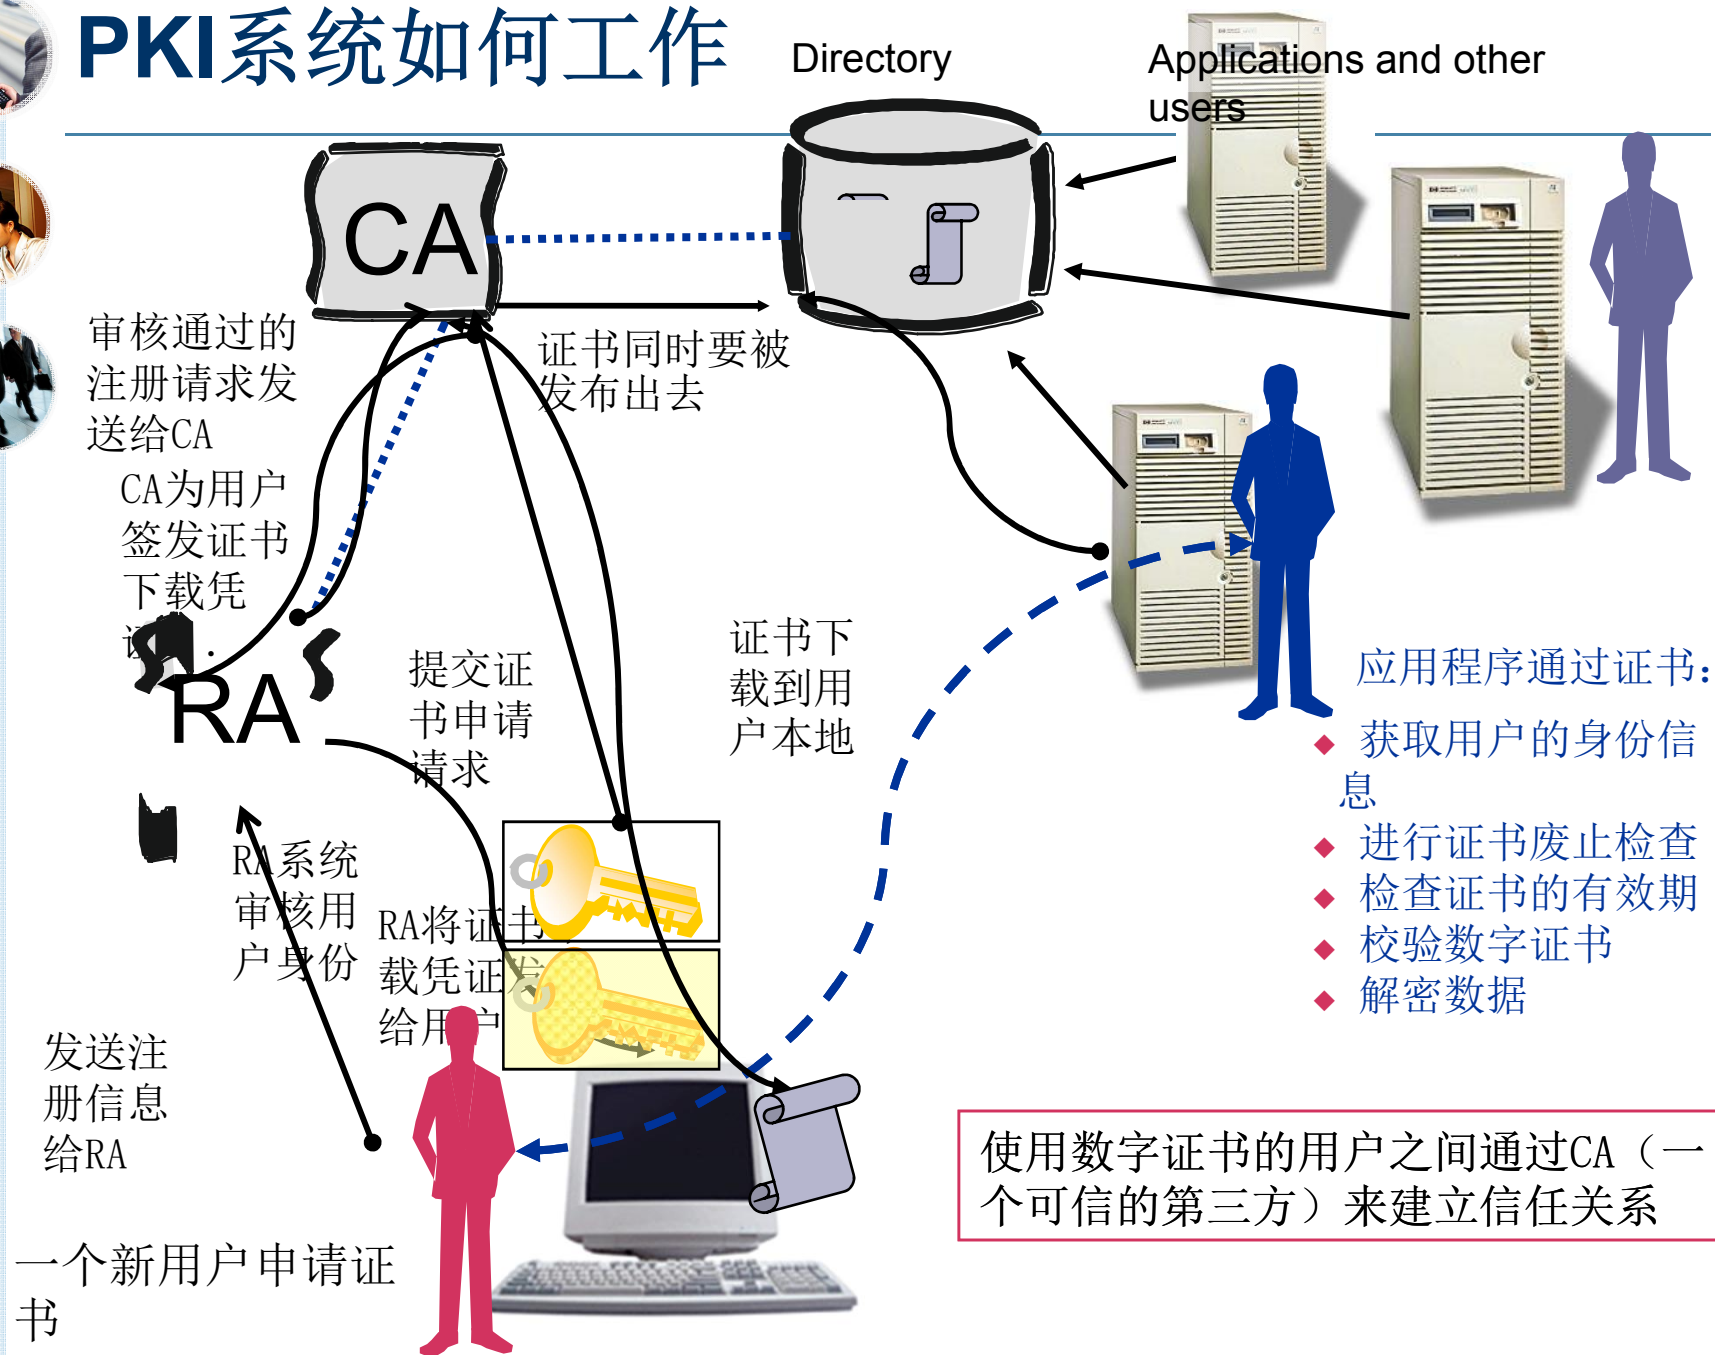 PKI系统如何工作
Directory
Applications and other
users
CA
审核通过的
注册请求发
送给CA
证书同时要被
发布出去
CA为用户
签发证书
下载凭
RA
提交证
书申请
请求
证书下
载到用
户本地
应用程序通过证书：
获取用户的身份信
息
进行证书废止检查
检查证书的有效期
校验数字证书
解密数据
RA系统
审核用
户身份
RA将证书
载凭证发
给用户
发送注
册信息
给RA
使用数字证书的用户之间通过CA（一
个可信的第三方）来建立信任关系
一个新用户申请证
书